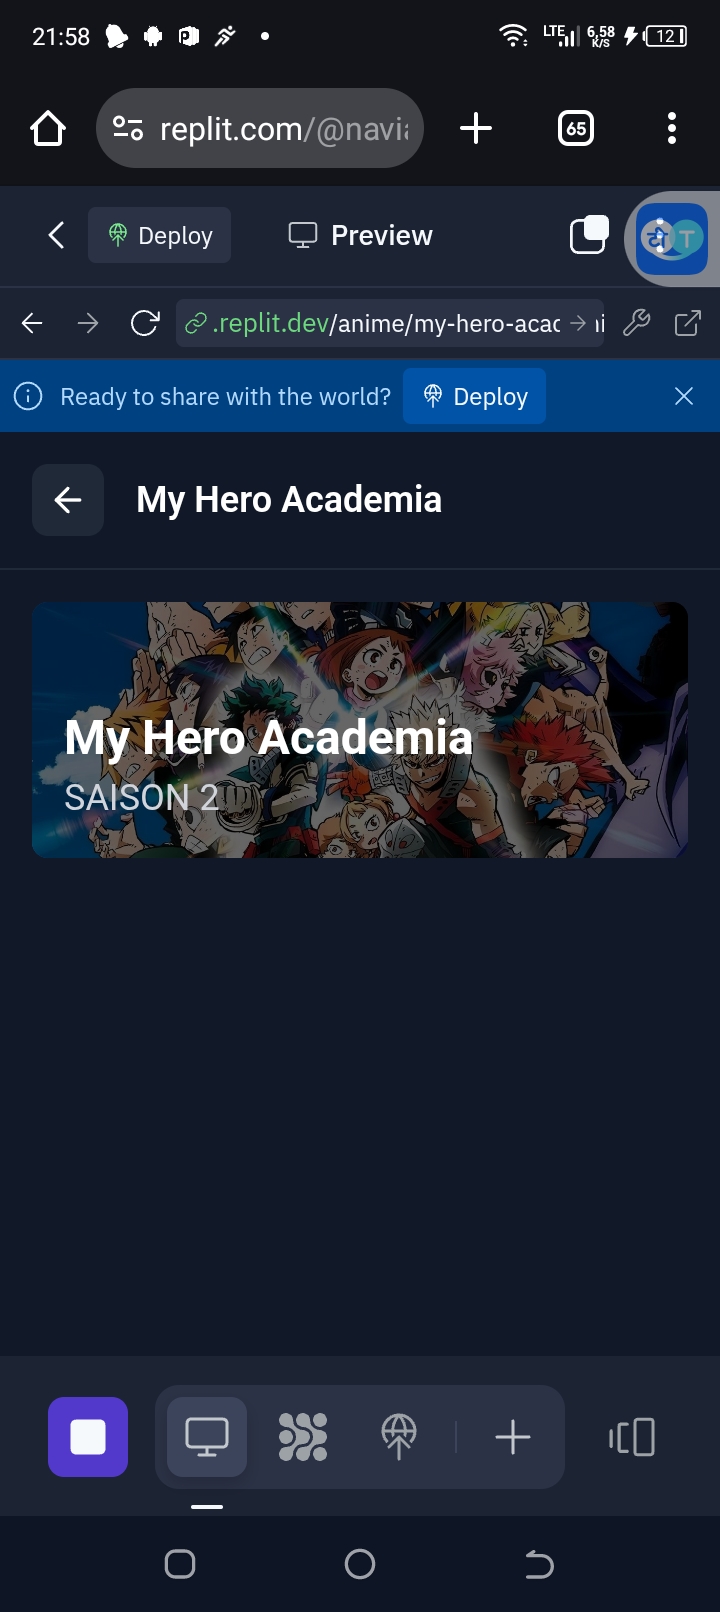 21:58
LTE
6,58
K/S
12
replit.com/@navi
65
Deploy
Preview
टी T
.replit.dev/anime/my-hero-acac
Ready to share with the world?
Deploy
My Hero Academia
My Hero Academia
SAISON 2